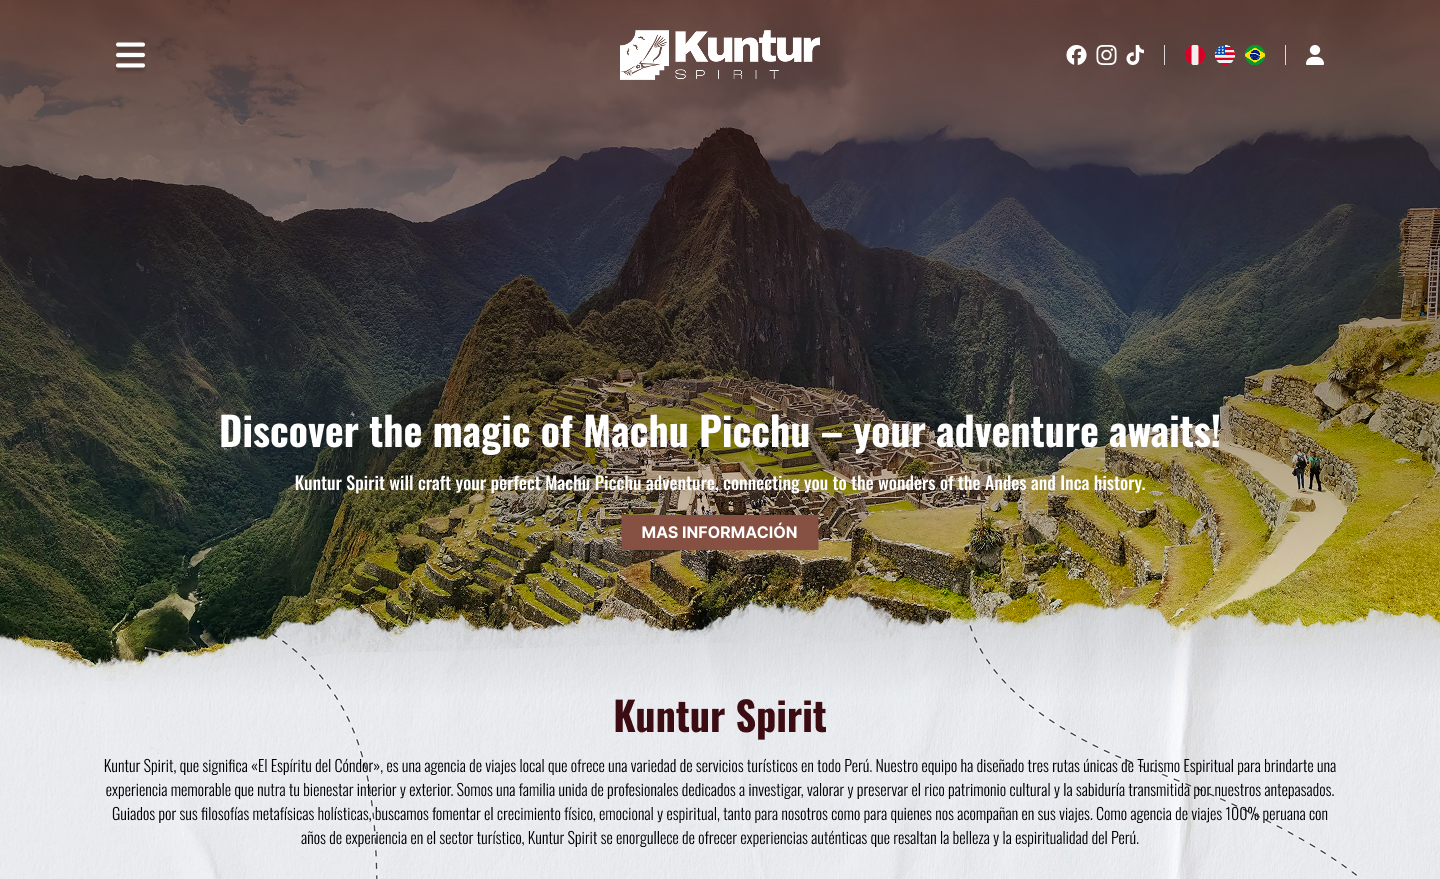 Kuntur
SPIRIT
Discover the magic of Machu Picchu – your adventure awaits!
Kuntur Spirit will craft your perfect Machu Picchu adventure, connecting you to the wonders of the Andes and Inca history.
MAS INFORMACIÓN
Kuntur Spirit
Kuntur Spirit, que significa «El Espíritu del Cóndor», es una agencia de viajes local que ofrece una variedad de servicios turísticos en todo Perú. Nuestro equipo ha diseñado tres rutas únicas de Turismo Espiritual para brindarte una
experiencia memorable que nutra tu bienestar interior y exterior. Somos una familia unida de profesionales dedicados a investigar, valorar y preservar el rico patrimonio cultural y la sabiduría transmitida por nuestros antepasados.
Guiados por sus filosofías metafísicas holísticas, buscamos fomentar el crecimiento físico, emocional y espiritual, tanto para nosotros como para quienes nos acompañan en sus viajes. Como agencia de viajes 100% peruana con
años de experiencia en el sector turístico, Kuntur Spirit se enorgullece de ofrecer experiencias auténticas que resaltan la belleza y la espiritualidad del Perú.